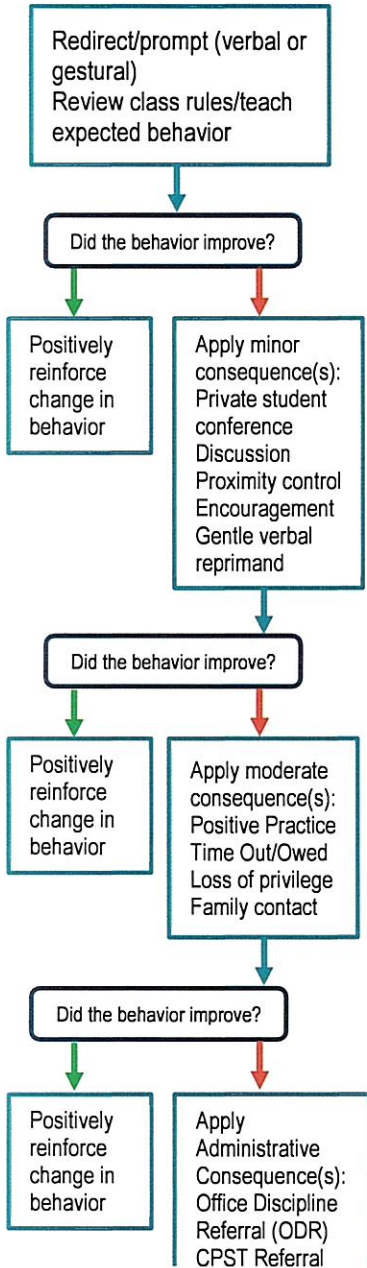 Redirect/prompt (verbal or
gestural)
Review class rules/teach
expected behavior
Did the behavior improve?
Positively
reinforce
change in
behavior
Apply minor
consequence(s):
Private student
conference
Discussion
Proximity control
Encouragement
Gentle verbal
reprimand
Did the behavior improve?
Positively
reinforce
change in
behavior
Apply moderate
consequence(s):
Positive Practice
Time Out/Owed
Loss of privilege
Family contact
Did the behavior improve?
Positively
reinforce
change in
behavior
Apply
Administrative
Consequence(s):
Office Discipline
Referral (ODR)
CPST Referral